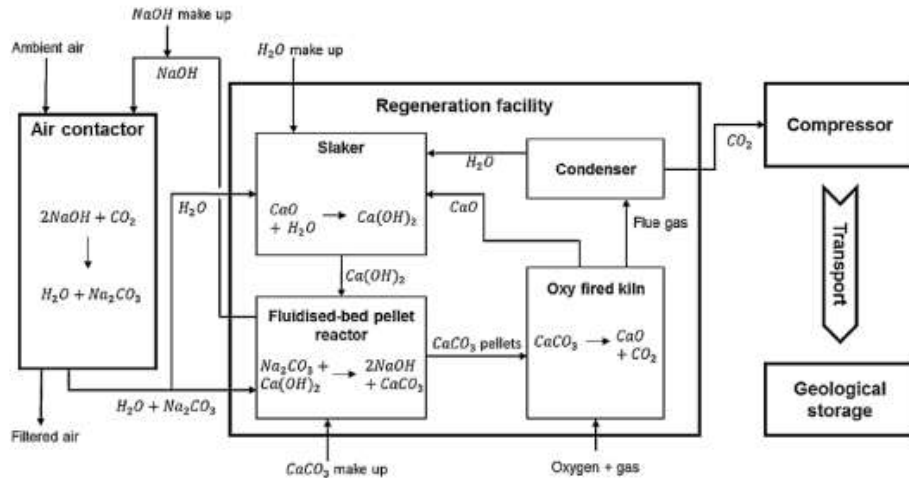 NaOH make up
Ambient air
NaOH
H₂O make up
Air contactor
2NaOH + CO₂
H₂O + Na₂CO₃
Filtered air
H₂O + Na₂CO₃
H₂O
Regeneration facility
Slaker
CaO
+ H₂O
Ca(OH)₂
H₂O
Condenser
CaO
Flue gas
Ca(OH)₂
Fluidised-bed pellet
reactor
Na₂CO₃ +
Ca(OH)₂
2NaOH
+ CaCO₃
CaCO₃ pellets
Oxy fired kiln
CaCO₃
CaO
+ CO₂
CaCO₃ make up
Oxygen + gas
CO₂
Compressor
Transport
Geological
storage